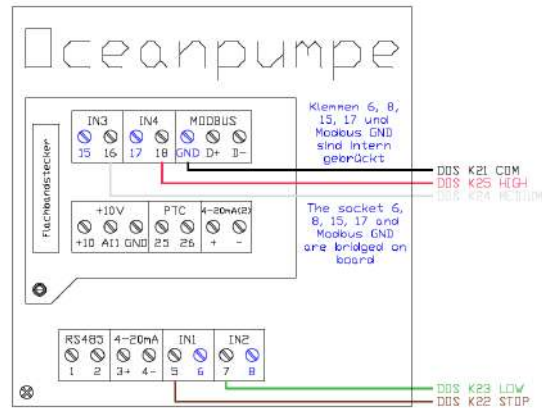 Oceanpumpe
IN3 IN4 MODBUS
15 16 17 18 GND D+ D-
Klemmen 6, 8,
15, 17 und
Modbus GND
sind intern
gebrückt
Flachbandstecker
DOS K21 COM
DOS K25 HIGH
DOS K24 MEDIUM
+10V PTC 4-20mA(2)
+10 AI1 GND 25 26 + -
The socket 6,
8, 15, 17 and
Modbus GND
are bridged on
board
RS485 4-20mA IN1 IN2
1 2 3+ 4- 5 6 7 8
DOS K23 LOW
DOS K22 STOP